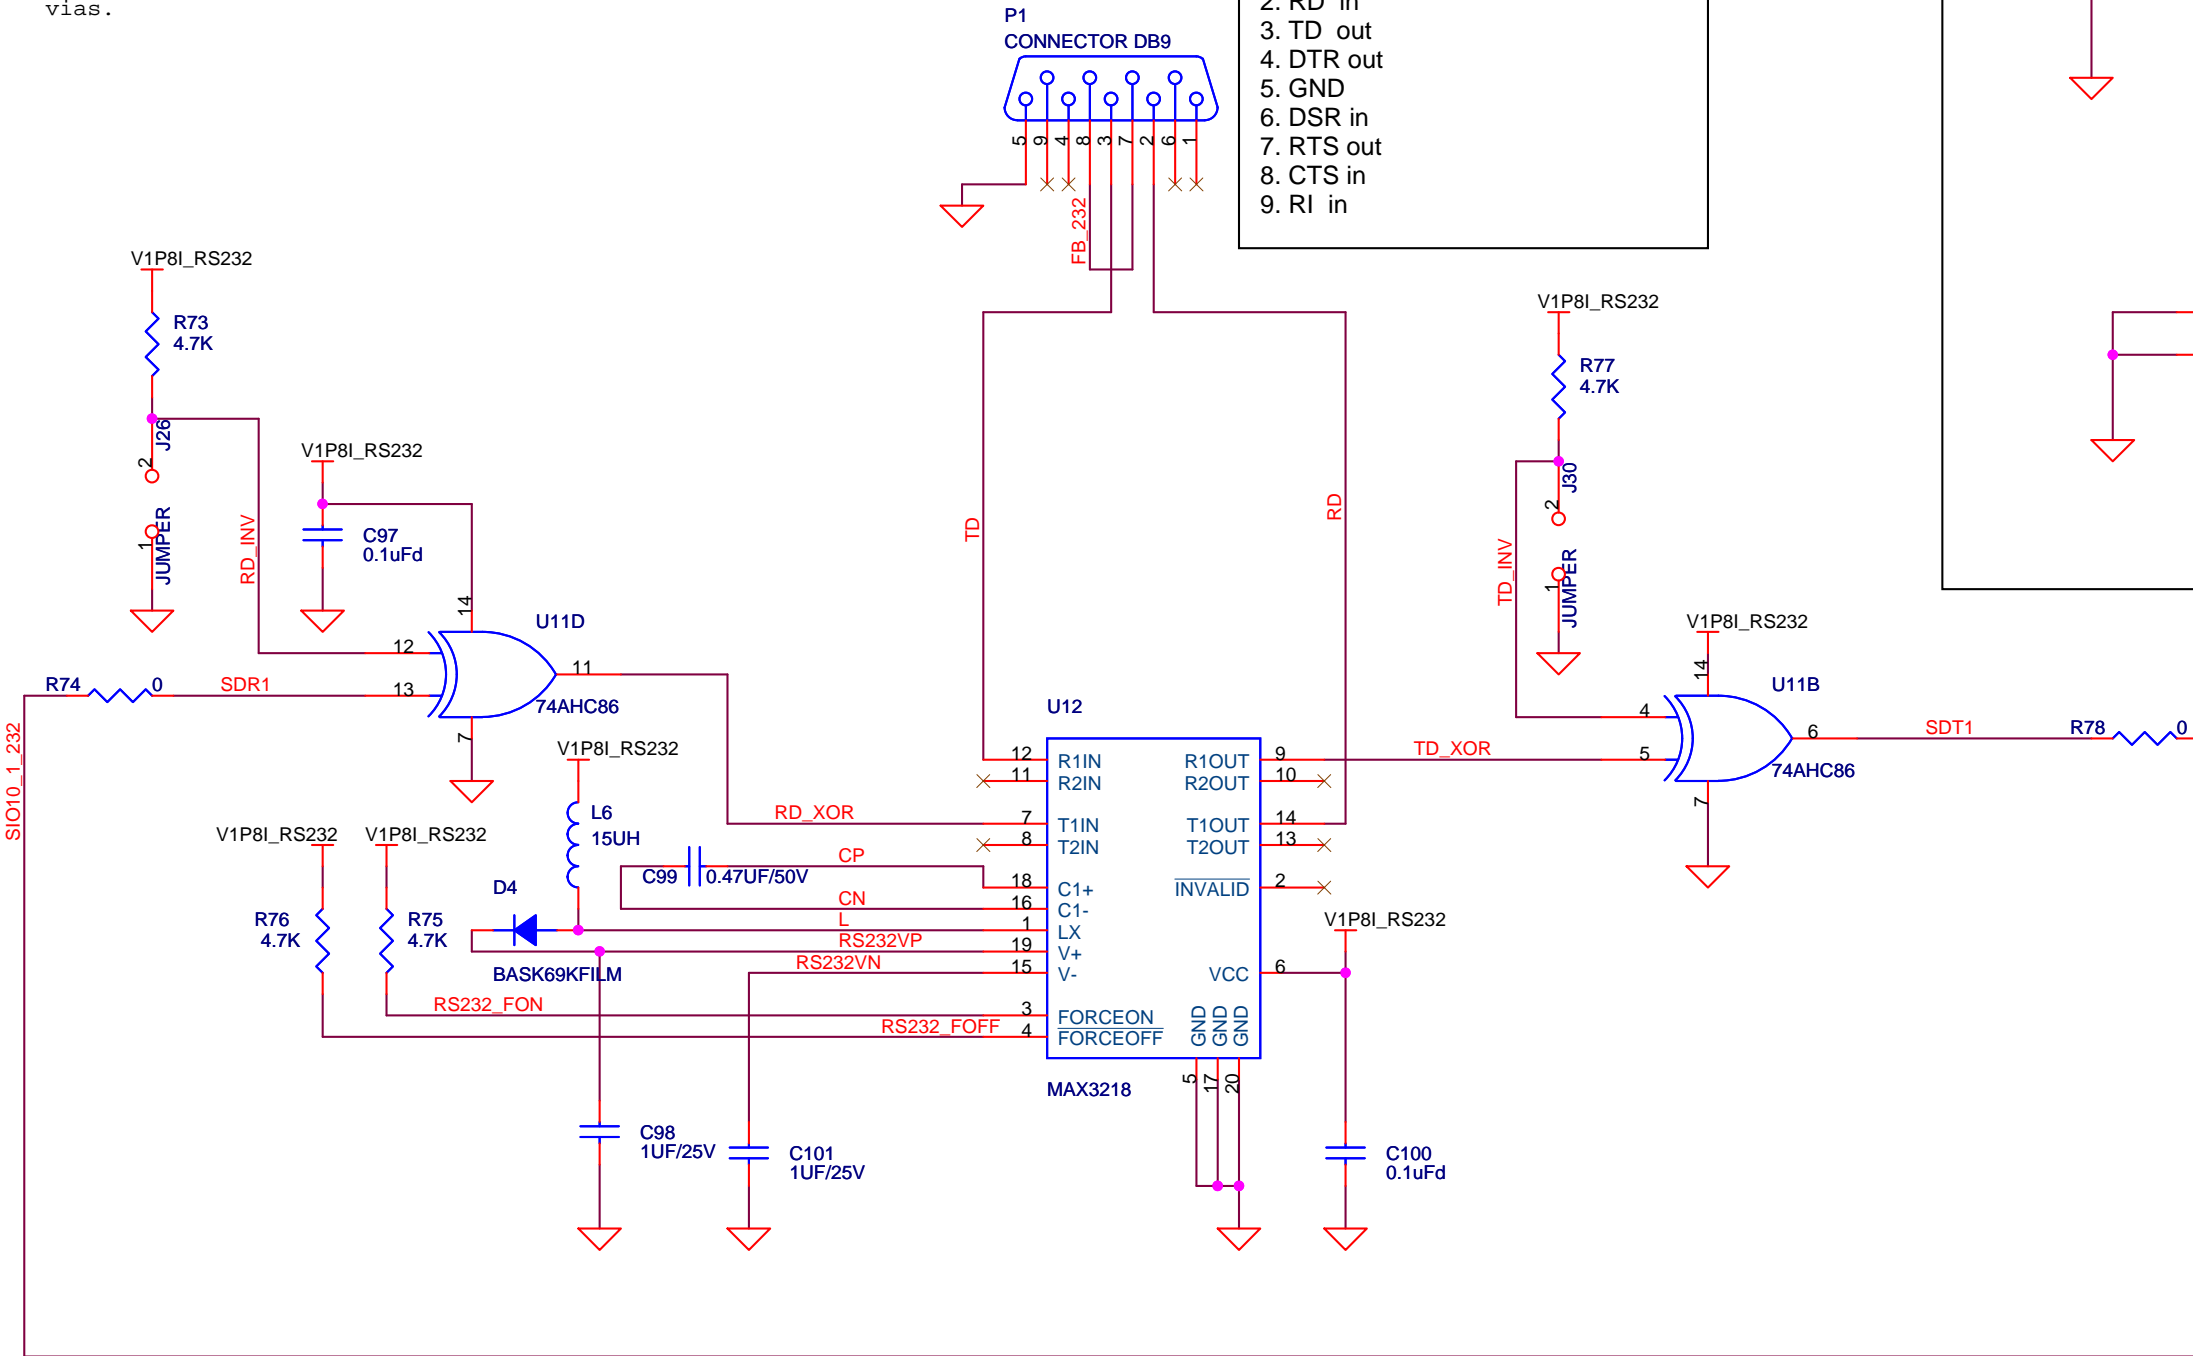 vias.
P1
CONNECTOR DB9
2. RD in
3. TD out
4. DTR out
5. GND
6. DSR in
7. RTS out
8. CTS in
9. RI in
5
9
4
8
3
7
2
6
1
FB_232
V1P8I_RS232
R73
4.7K
J26
2
1
JUMPER
RD_INV
V1P8I_RS232
C97
0.1uFd
14
U11D
12
13
11
7
74AHC86
R74
0
SDR1
SIO10_1_232
TD
RD
V1P8I_RS232
R77
4.7K
J30
2
1
JUMPER
TD_INV
V1P8I_RS232
14
U11B
4
5
6
7
74AHC86
SDT1
R78
0
U12
12
R1IN
11
R2IN
7
T1IN
8
T2IN
18
C1+
16
C1-
1
LX
19
V+
15
V-
3
FORCEON
4
FORCEOFF
R1OUT
9
R2OUT
10
T1OUT
14
T2OUT
13
INVALID
2
VCC
6
GND
GND
GND
5
17
20
MAX3218
TD_XOR
RD_XOR
V1P8I_RS232
L6
15UH
C99
0.47UF/50V
CP
CN
L
RS232VP
RS232VN
D4
BASK69KFILM
V1P8I_RS232
V1P8I_RS232
R76
4.7K
R75
4.7K
RS232_FON
RS232_FOFF
V1P8I_RS232
C98
1UF/25V
C101
1UF/25V
C100
0.1uFd